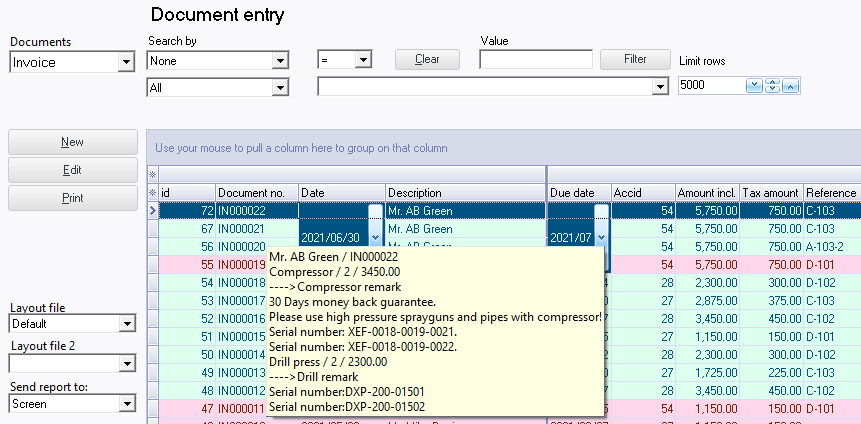 Document entry
Documents
Search by
Value
Invoice
None
=
Clear
Filter
Limit rows
All
5000
New
Edit
Print
Use your mouse to pull a column here to group on that column
id Document no. Date Description Due date Accid Amount incl. Tax amount Reference
72 IN000022 Mr. AB Green 54 5,750.00 750.00 C-103
67 IN000021 2021/06/30 Mr. AB Green 2021/07 54 5,750.00 750.00 C-103
56 IN000020 54 5,750.00 750.00 A-103-2
55 IN000019 54 5,750.00 750.00 D-101
54 IN000018 28 2,300.00 300.00 D-102
53 IN000017 27 2,875.00 375.00 C-103
52 IN000016 28 3,450.00 450.00 C-102
51 IN000015 27 1,150.00 150.00 D-101
50 IN000014 28 2,300.00 300.00 D-102
49 IN000013 27 1,725.00 225.00 C-103
48 IN000012 28 3,450.00 450.00 C-102
47 IN000011 54 1,150.00 150.00 D-101
Mr. AB Green / IN000022
Compressor / 2 / 3450.00
---->Compressor remark
30 Days money back guarantee.
Please use high pressure sprayguns and pipes with compressor!
Serial number: XEF-0018-0019-0021.
Serial number: XEF-0018-0019-0022.
Drill press / 2 / 2300.00
---->Drill remark
Serial number:DXP-200-01501
Serial number:DXP-200-01502
Layout file
Default
Layout file 2
Send report to:
Screen